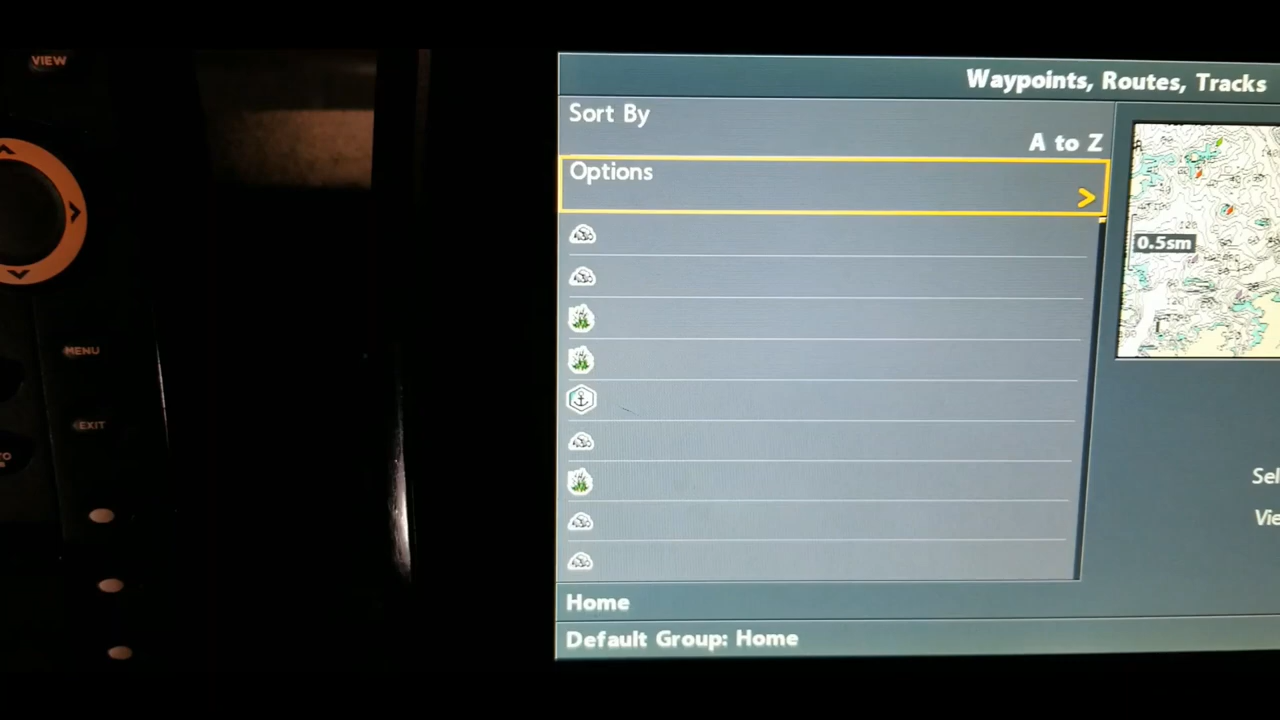 VIEW
MENU
EXIT
Waypoints, Routes, Tracks
Sort By
A to Z
Options
0.5sm
Home
Default Group: Home